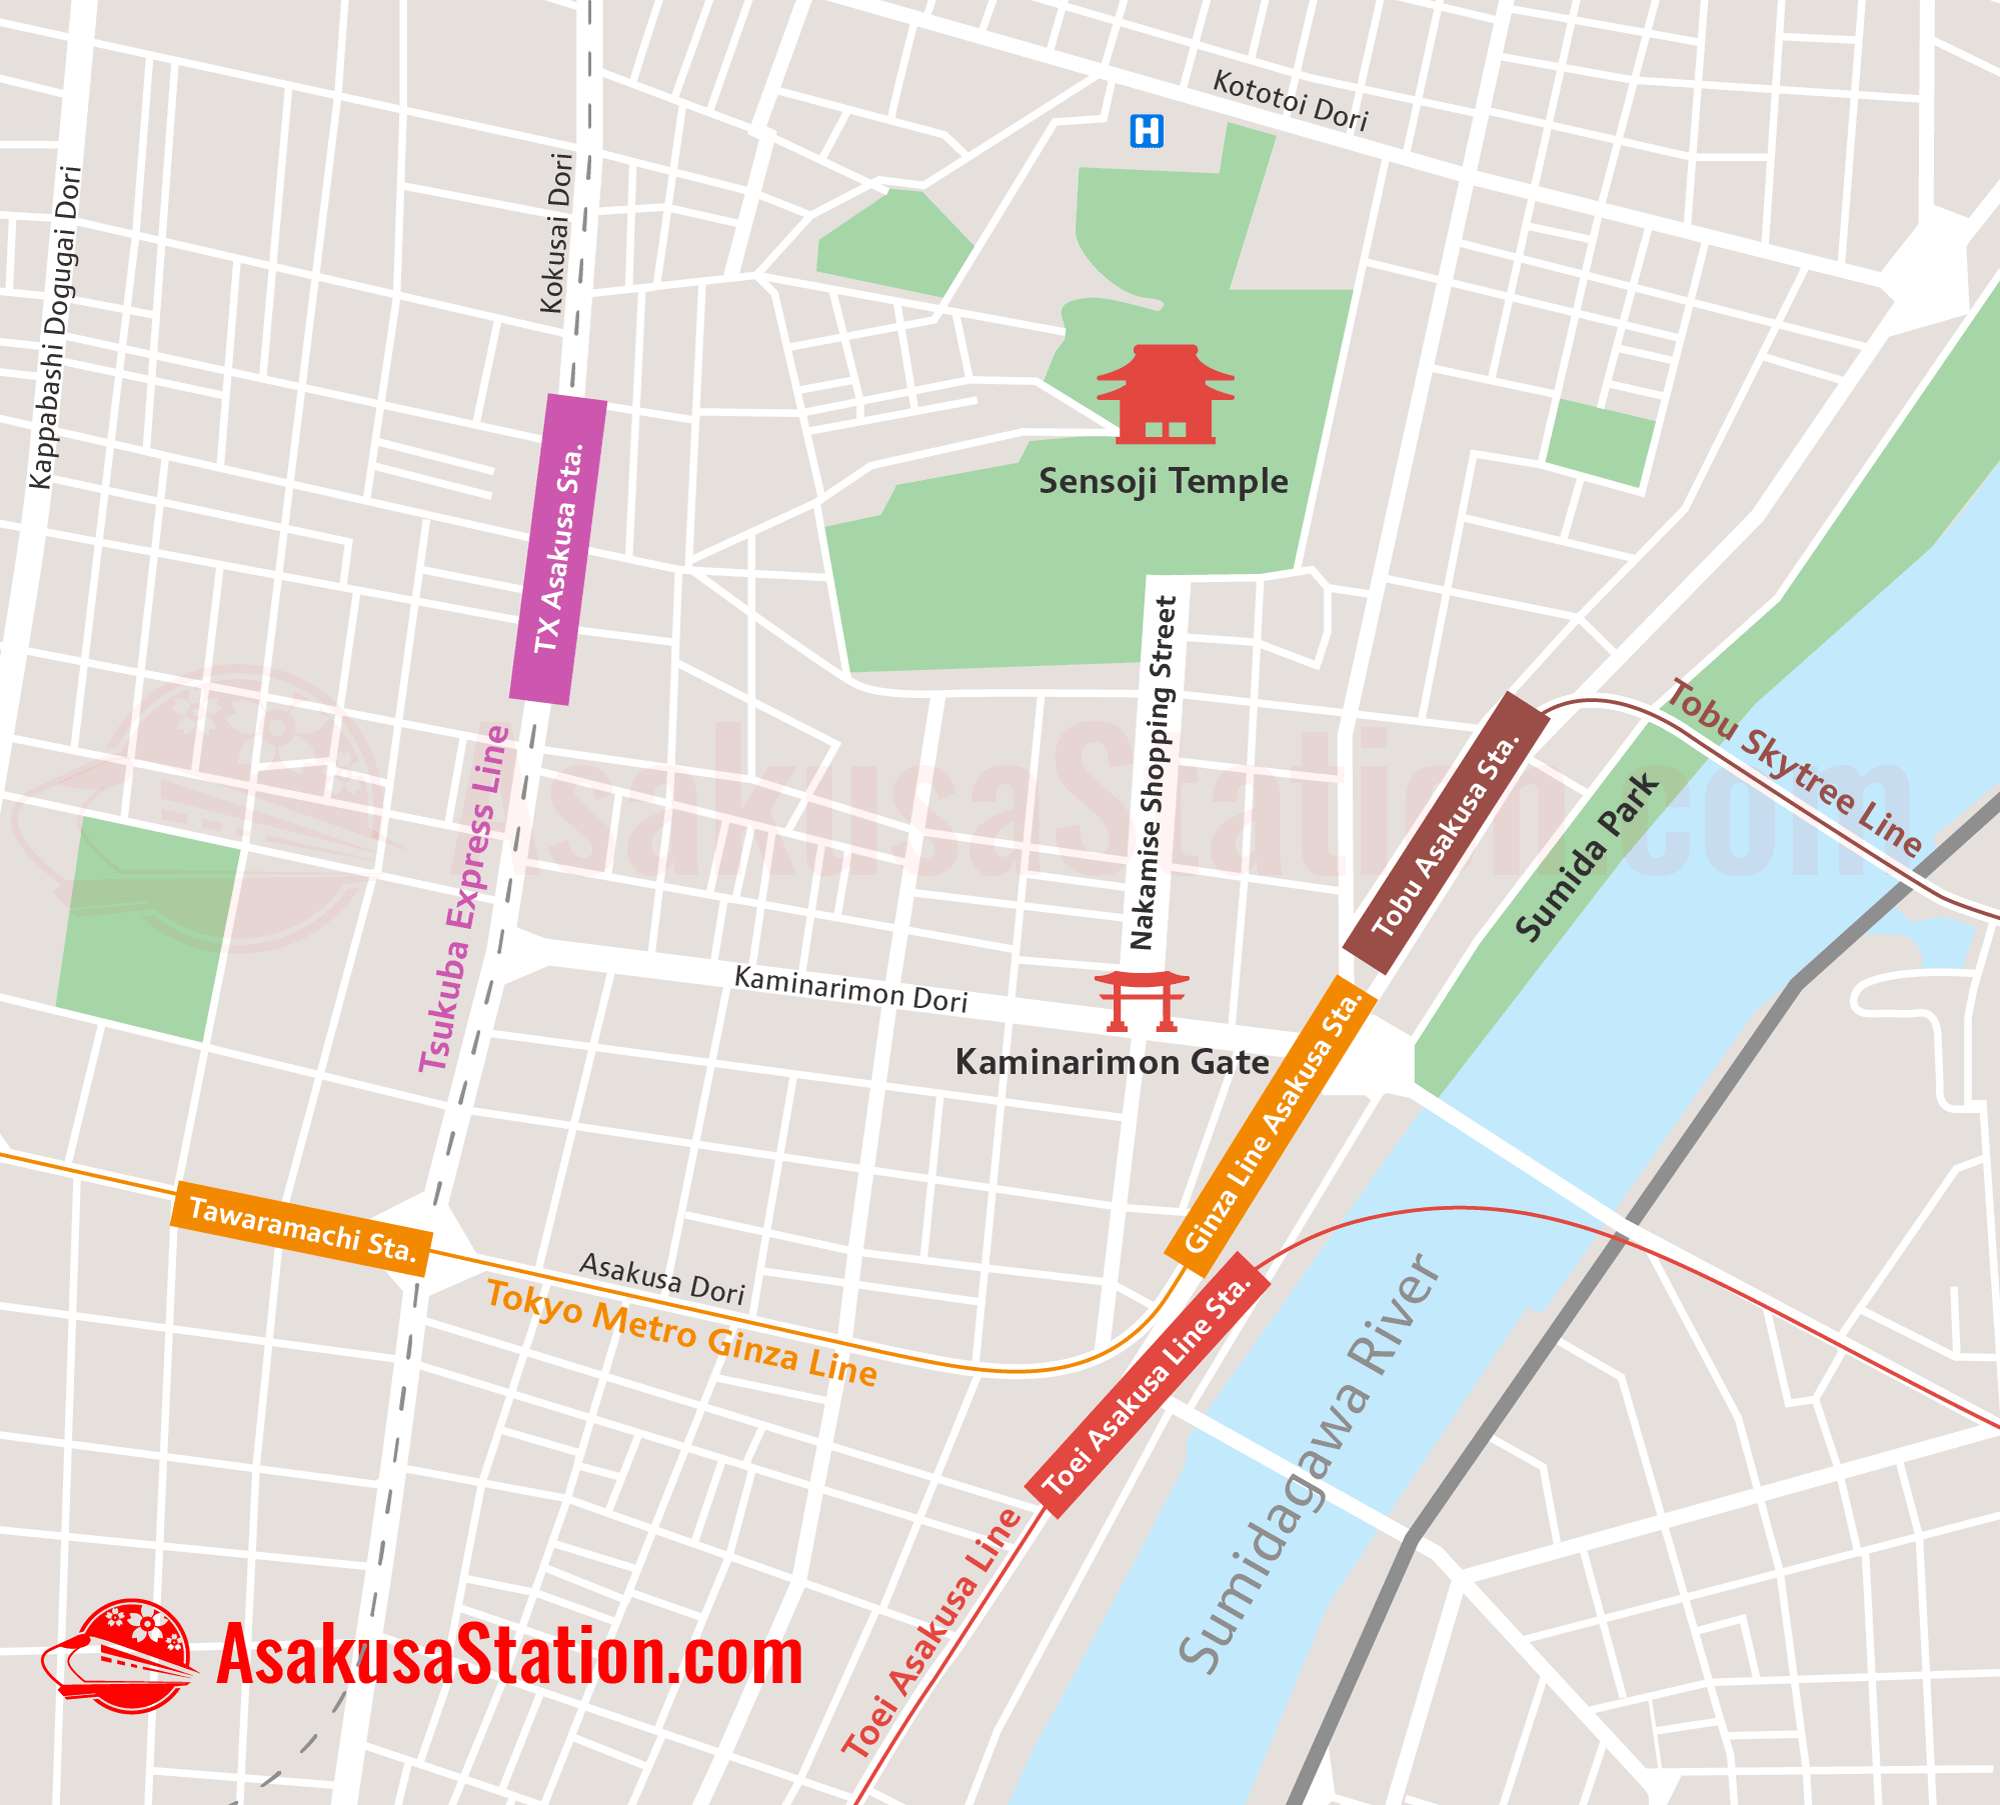 Kototoi Dori
H
Kappabashi Dogugai Dori
Kokusai Dori
TX Asakusa Sta.
Sensoji Temple
Nakamise Shopping Street
Tobu Skytree Line
Tobu Asakusa Sta.
Sumida Park
AsakusaStation.com
Tsukuba Express Line
Kaminarimon Dori
Kaminarimon Gate
Ginza Line Asakusa Sta.
Tawaramachi Sta.
Asakusa Dori
Tokyo Metro Ginza Line
Toei Asakusa Line Sta.
Sumidagawa River
Toei Asakusa Line
AsakusaStation.com